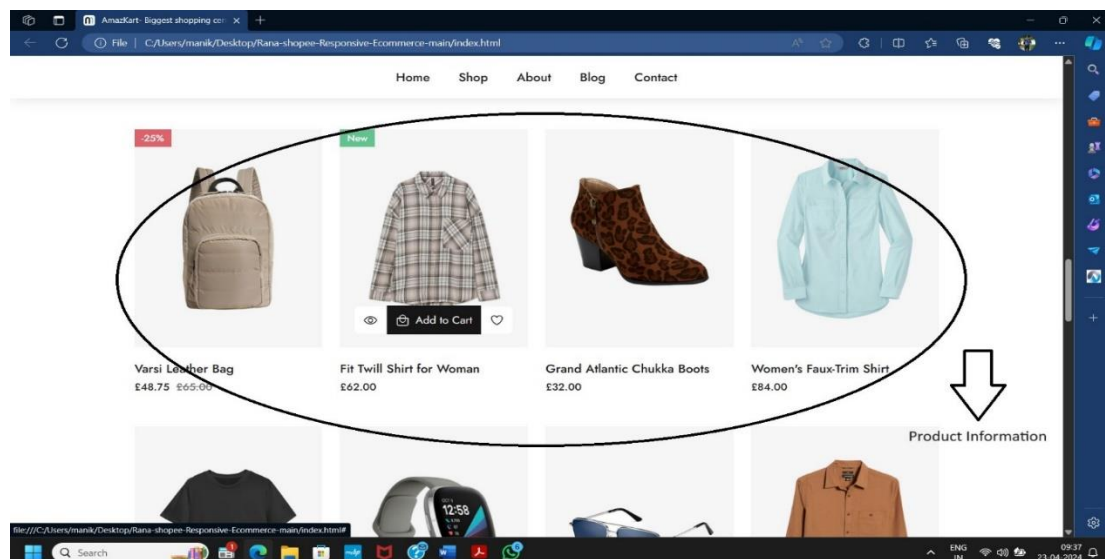 AmazKart- Biggest shopping cen
File | C:/Users/manik/Desktop/Rana-shopee-Responsive-Ecommerce-main/index.html
Home Shop About Blog Contact
-25% New
Add to Cart
Varsi Leather Bag Fit Twill Shirt for Woman Grand Atlantic Chukka Boots Women's Faux-Trim Shirt
£48.75 £65.00 £62.00 £32.00 £84.00
Product Information
12:58
file:///C:/Users/manik/Desktop/Rana-shopee-Responsive-Ecommerce-main/index.html#
Search ENG 09:37
IN 23-04-2024